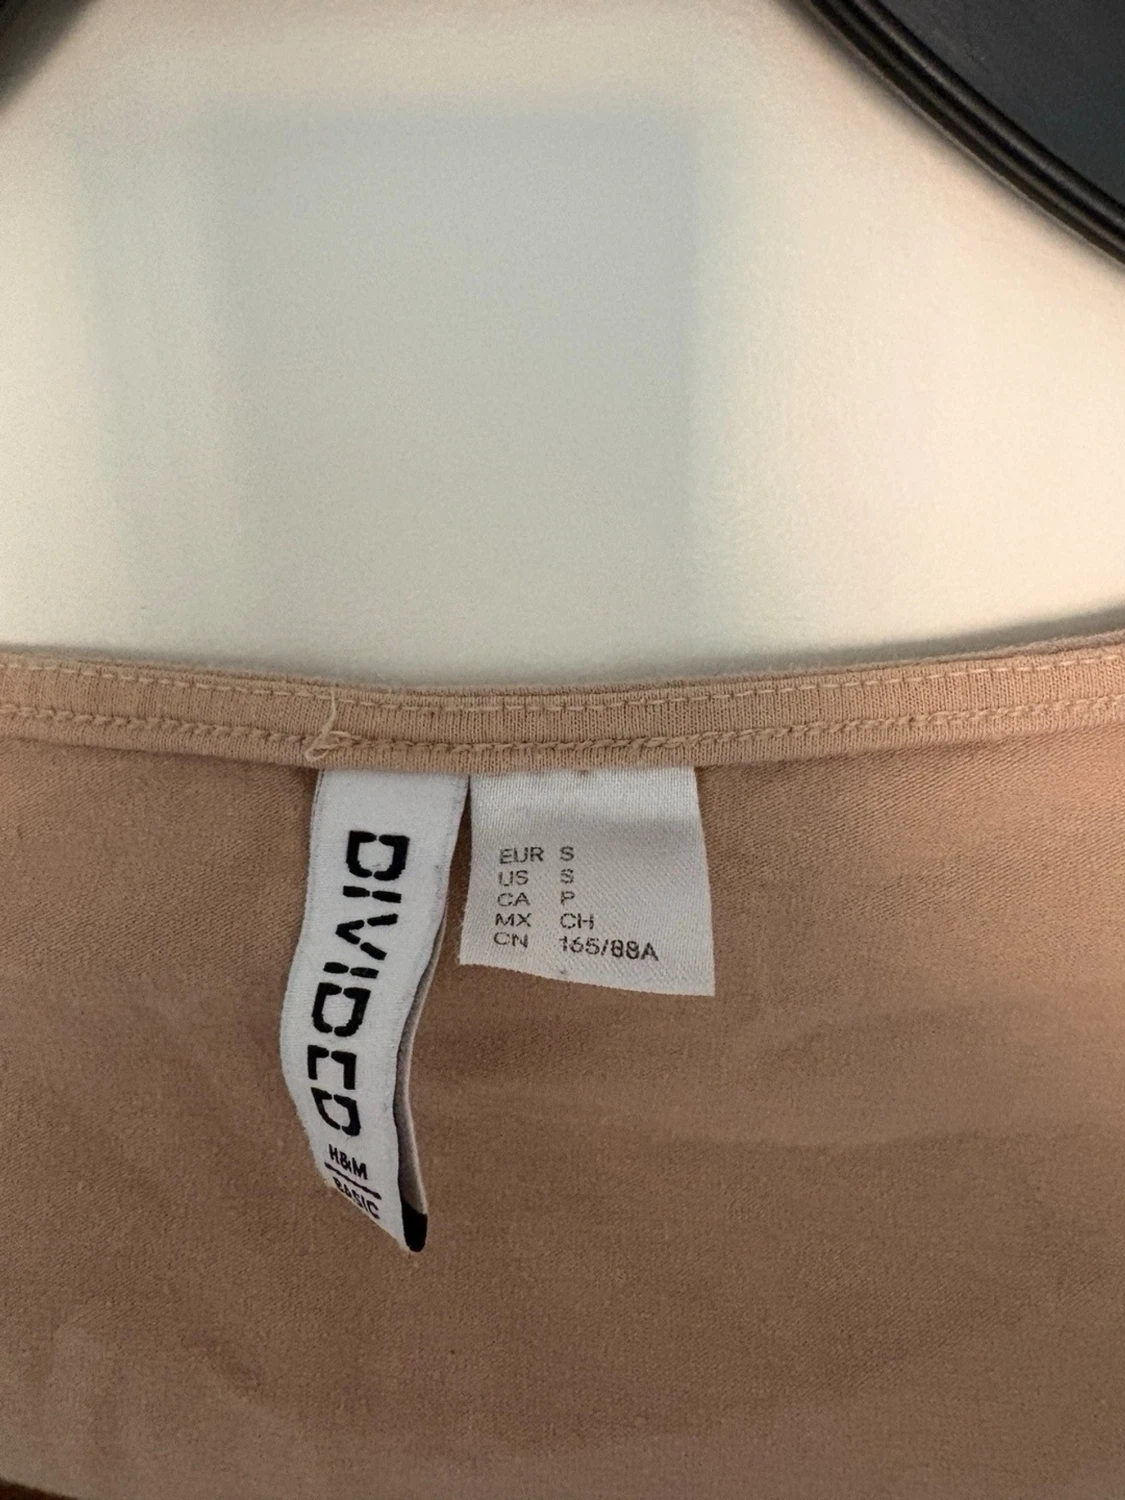 DIVIDED
H&M
BASIC
EUR S
US S
CA P
MX CH
CN 165/88A